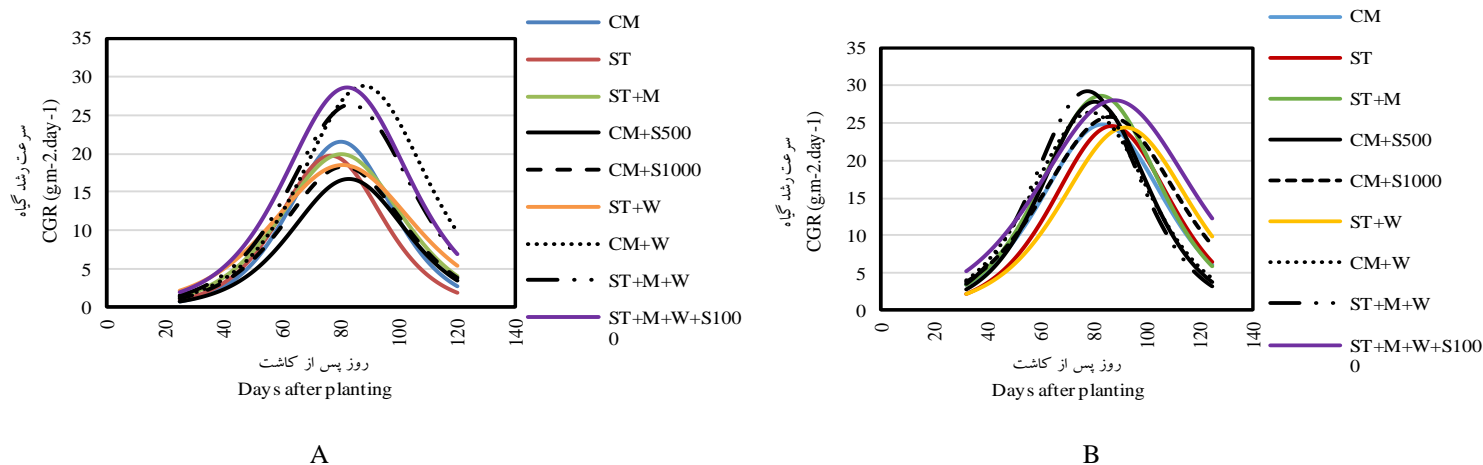 35
30
25
20
15
10
5
0
سرعت رشد گیاه
CGR (g.m-2.day-1)
0
20
40
60
80
100
120
140
روز پس از کاشت
Days after planting
CM
ST
ST+M
CM+S500
CM+S1000
ST+W
CM+W
ST+M+W
ST+M+W+S100
0
A
35
30
25
20
15
10
5
0
سرعت رشد گیاه
CGR (g.m-2.day-1)
0
20
40
60
80
100
120
140
روز پس از کاشت
Days after planting
CM
ST
ST+M
CM+S500
CM+S1000
ST+W
CM+W
ST+M+W
ST+M+W+S100
0
B